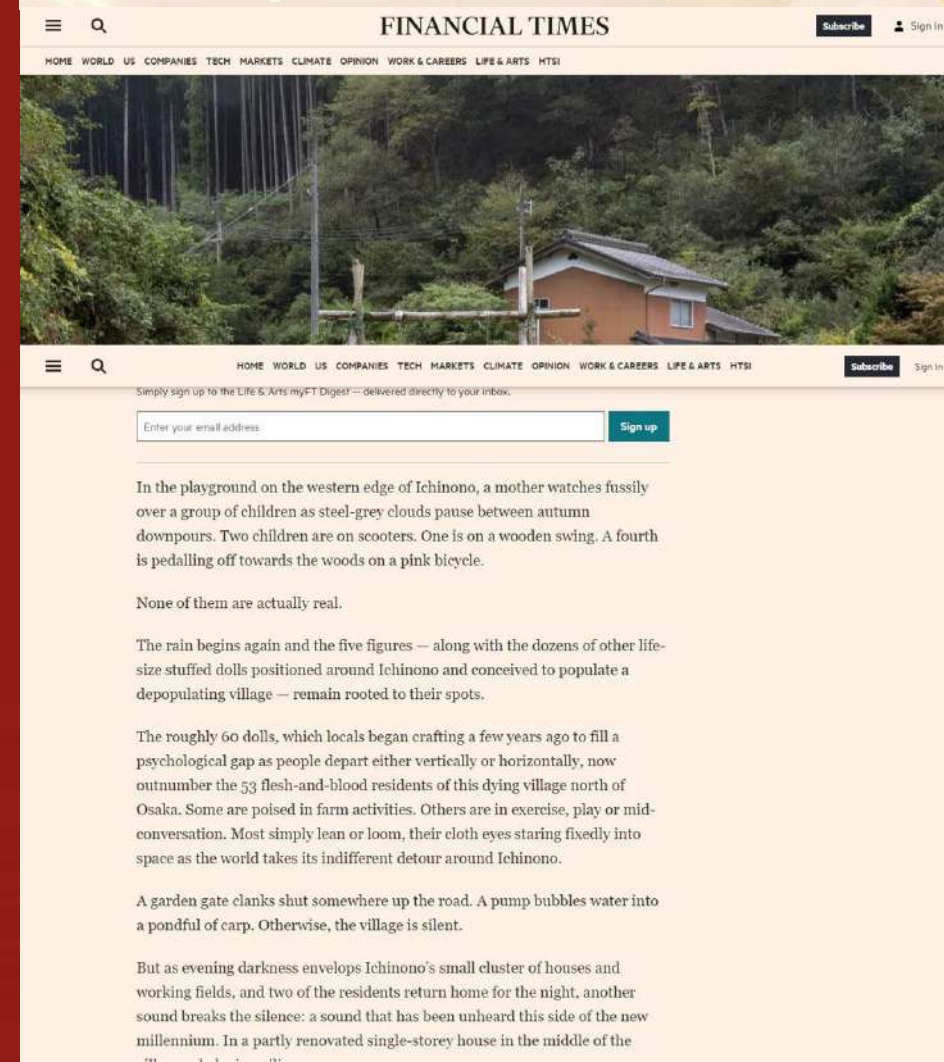 FINANCIAL TIMES
Subscribe
Sign In
HOME WORLD US COMPANIES TECH MARKETS CLIMATE OPINION WORK & CAREERS LIFE & ARTS HTSI
HOME WORLD US COMPANIES TECH MARKETS CLIMATE OPINION WORK & CAREERS LIFE & ARTS HTSI
Subscribe
Sign In
Simply sign up to the Life & Arts myFT Digest — delivered directly to your inbox.
Enter your email address
Sign up
In the playground on the western edge of Ichinono, a mother watches fussily
over a group of children as steel-grey clouds pause between autumn
downpours. Two children are on scooters. One is on a wooden swing. A fourth
is pedalling off towards the woods on a pink bicycle.
None of them are actually real.
The rain begins again and the five figures — along with the dozens of other life-
size stuffed dolls positioned around Ichinono and conceived to populate a
depopulating village — remain rooted to their spots.
The roughly 60 dolls, which locals began crafting a few years ago to fill a
psychological gap as people depart either vertically or horizontally, now
outnumber the 53 flesh-and-blood residents of this dying village north of
Osaka. Some are poised in farm activities. Others are in exercise, play or mid-
conversation. Most simply lean or loom, their cloth eyes staring fixedly into
space as the world takes its indifferent detour around Ichinono.
A garden gate clanks shut somewhere up the road. A pump bubbles water into
a pondful of carp. Otherwise, the village is silent.
But as evening darkness envelops Ichinono's small cluster of houses and
working fields, and two of the residents return home for the night, another
sound breaks the silence: a sound that has been unheard this side of the new
millennium. In a partly renovated single-storey house in the middle of the